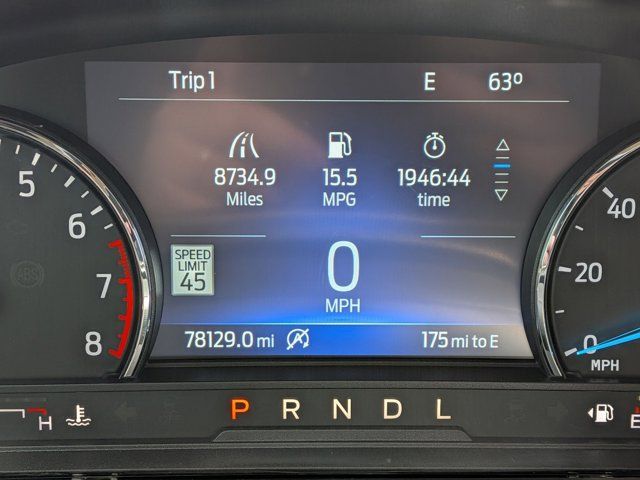 Trip 1 E 63°
8734.9 15.5 1946:44
Miles MPG time
SPEED
LIMIT
45
0
MPH
78129.0 mi 175 mi to E
5
6
7
8
ABS
40
20
0
MPH
H P R N D L E